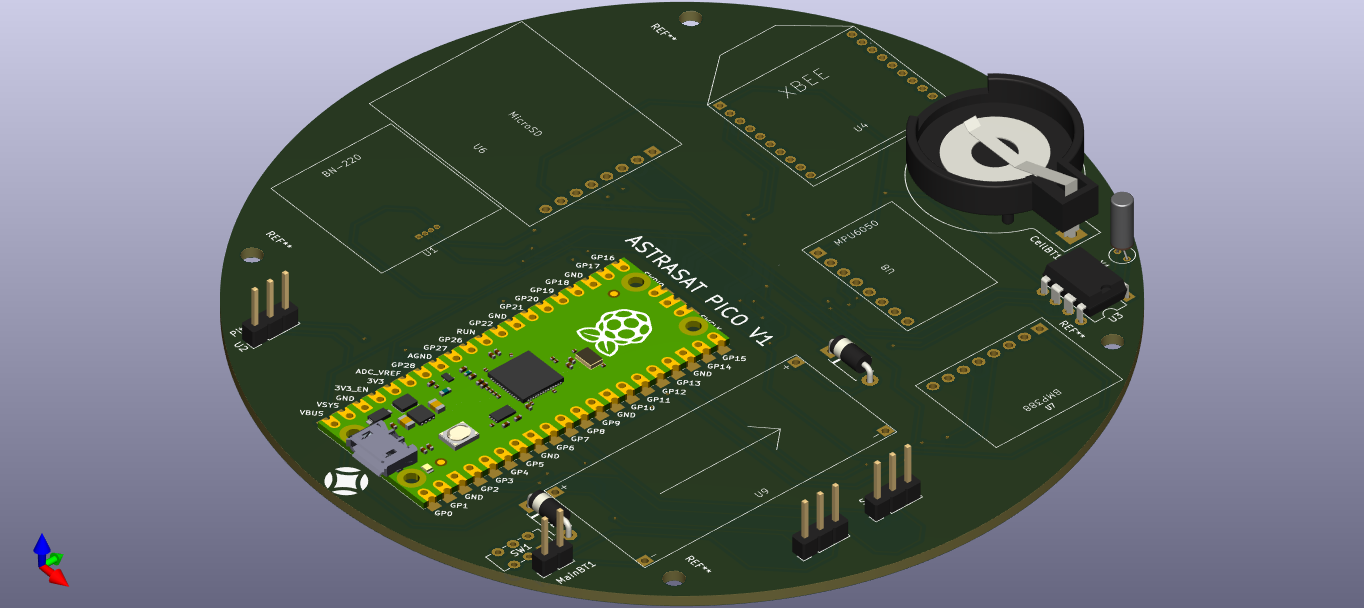 REF**
XBEE
U4
MicroSD
U6
BN-220
U1
REF**
MPU6050
U8
CellBT1
U3
REF**
BMP388
U7
ASTRASAT PICO V1
GP16
GP17
GND
GP18
GP19
GP20
GP21
GND
GP22
RUN
GP26
GP27
AGND
GP28
ADC_VREF
3V3
3V3_EN
GND
VSYS
VBUS
GP15
GP14
GND
GP13
GP12
GP11
GP10
GND
GP9
GP8
GP7
GP6
GND
GP5
GP4
GP3
GP2
GND
GP1
GP0
U2
U9
SW1
MainBT1
REF**